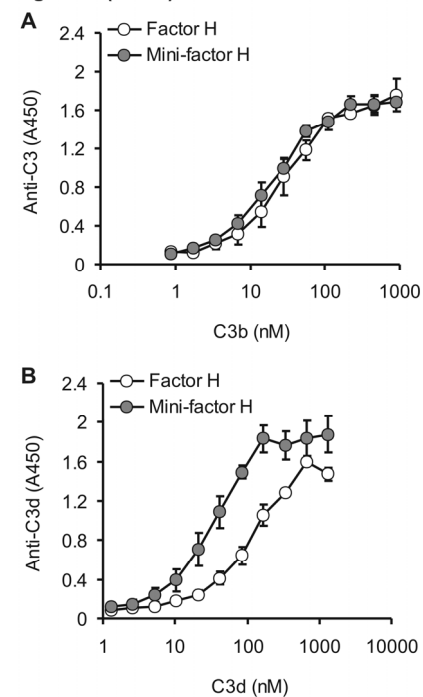 A
Factor H
Mini-factor H
Anti-C3 (A450)
2.4
2
1.6
1.2
0.8
0.4
0
0.1 1 10 100 1000
C3b (nM)
B
Factor H
Mini-factor H
Anti-C3d (A450)
2.4
2
1.6
1.2
0.8
0.4
0
1 10 100 1000 10000
C3d (nM)